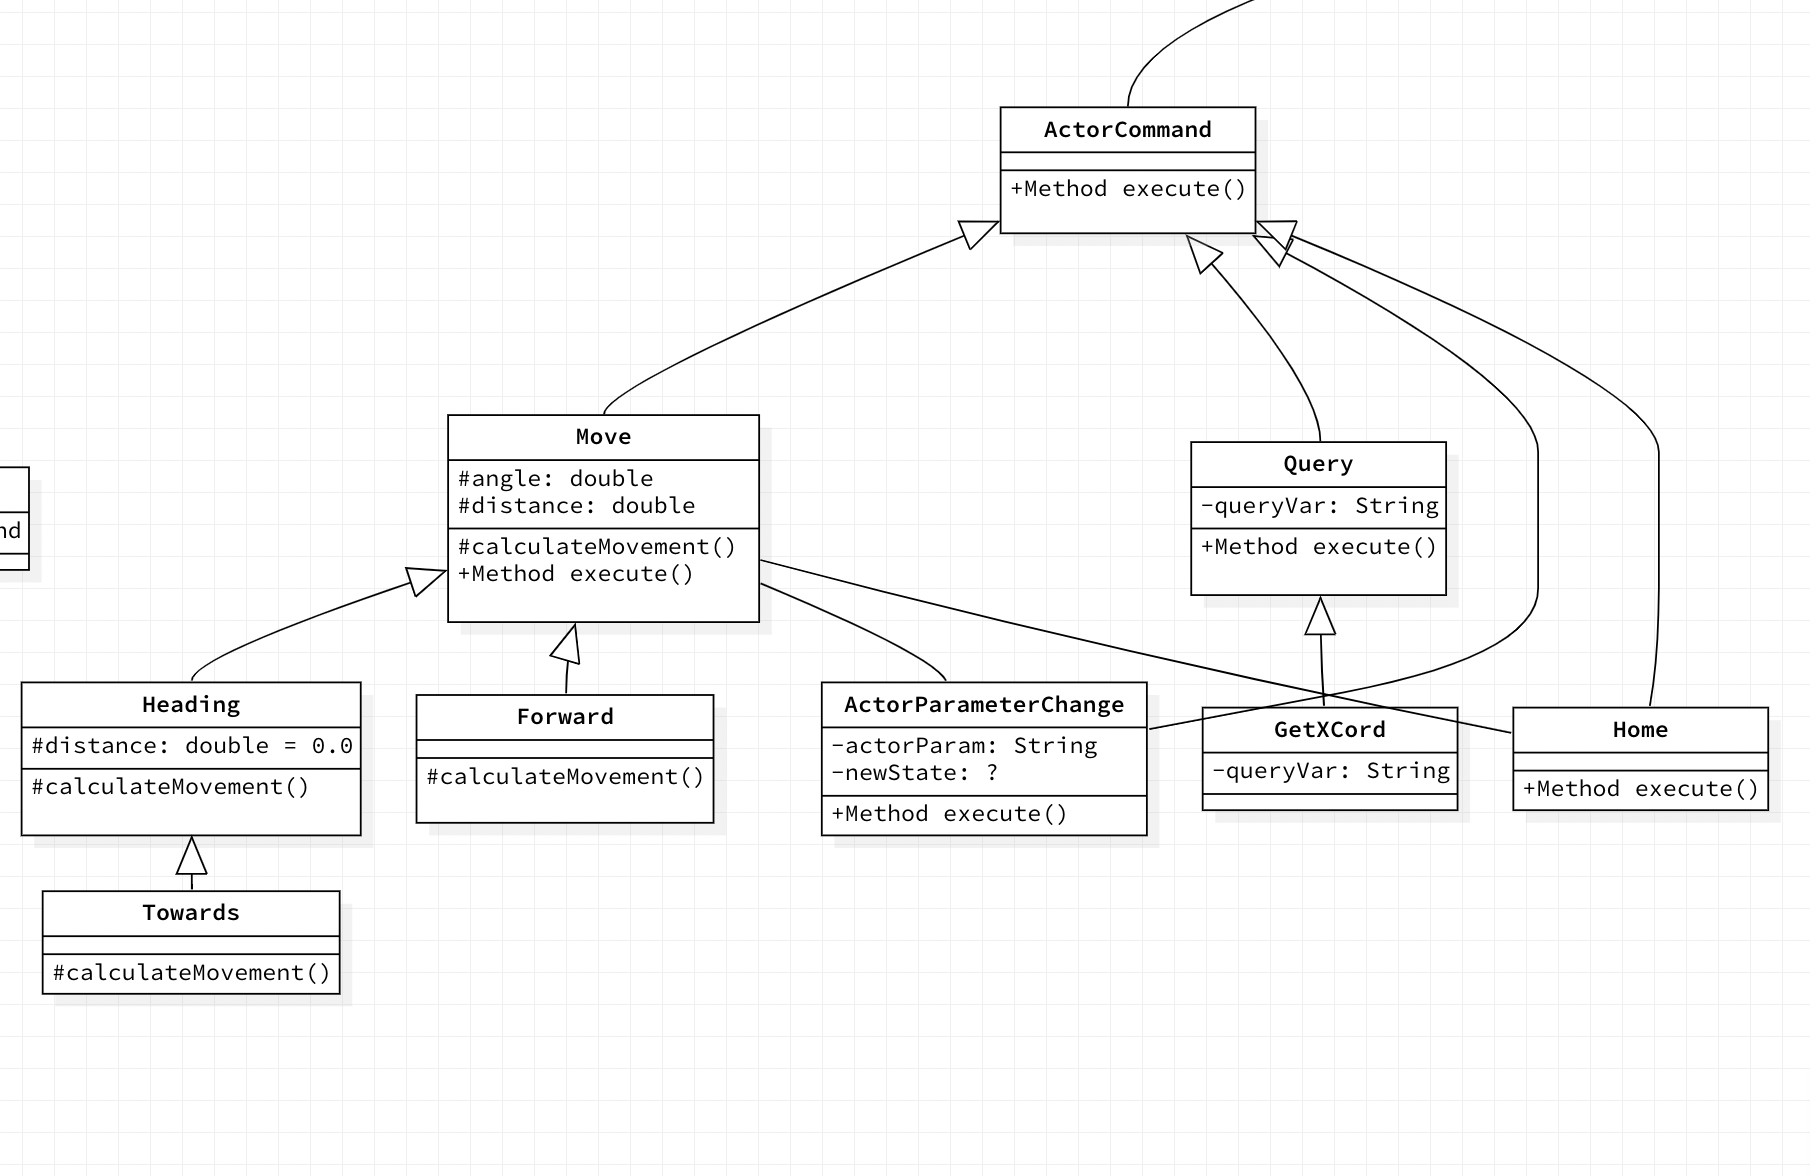 ActorCommand
+Method execute()
Move
#angle: double
#distance: double
#calculateMovement()
+Method execute()
Query
-queryVar: String
+Method execute()
nd
Heading
#distance: double = 0.0
#calculateMovement()
Forward
#calculateMovement()
ActorParameterChange
-actorParam: String
-newState: ?
+Method execute()
GetXCord
-queryVar: String
Home
+Method execute()
Towards
#calculateMovement()